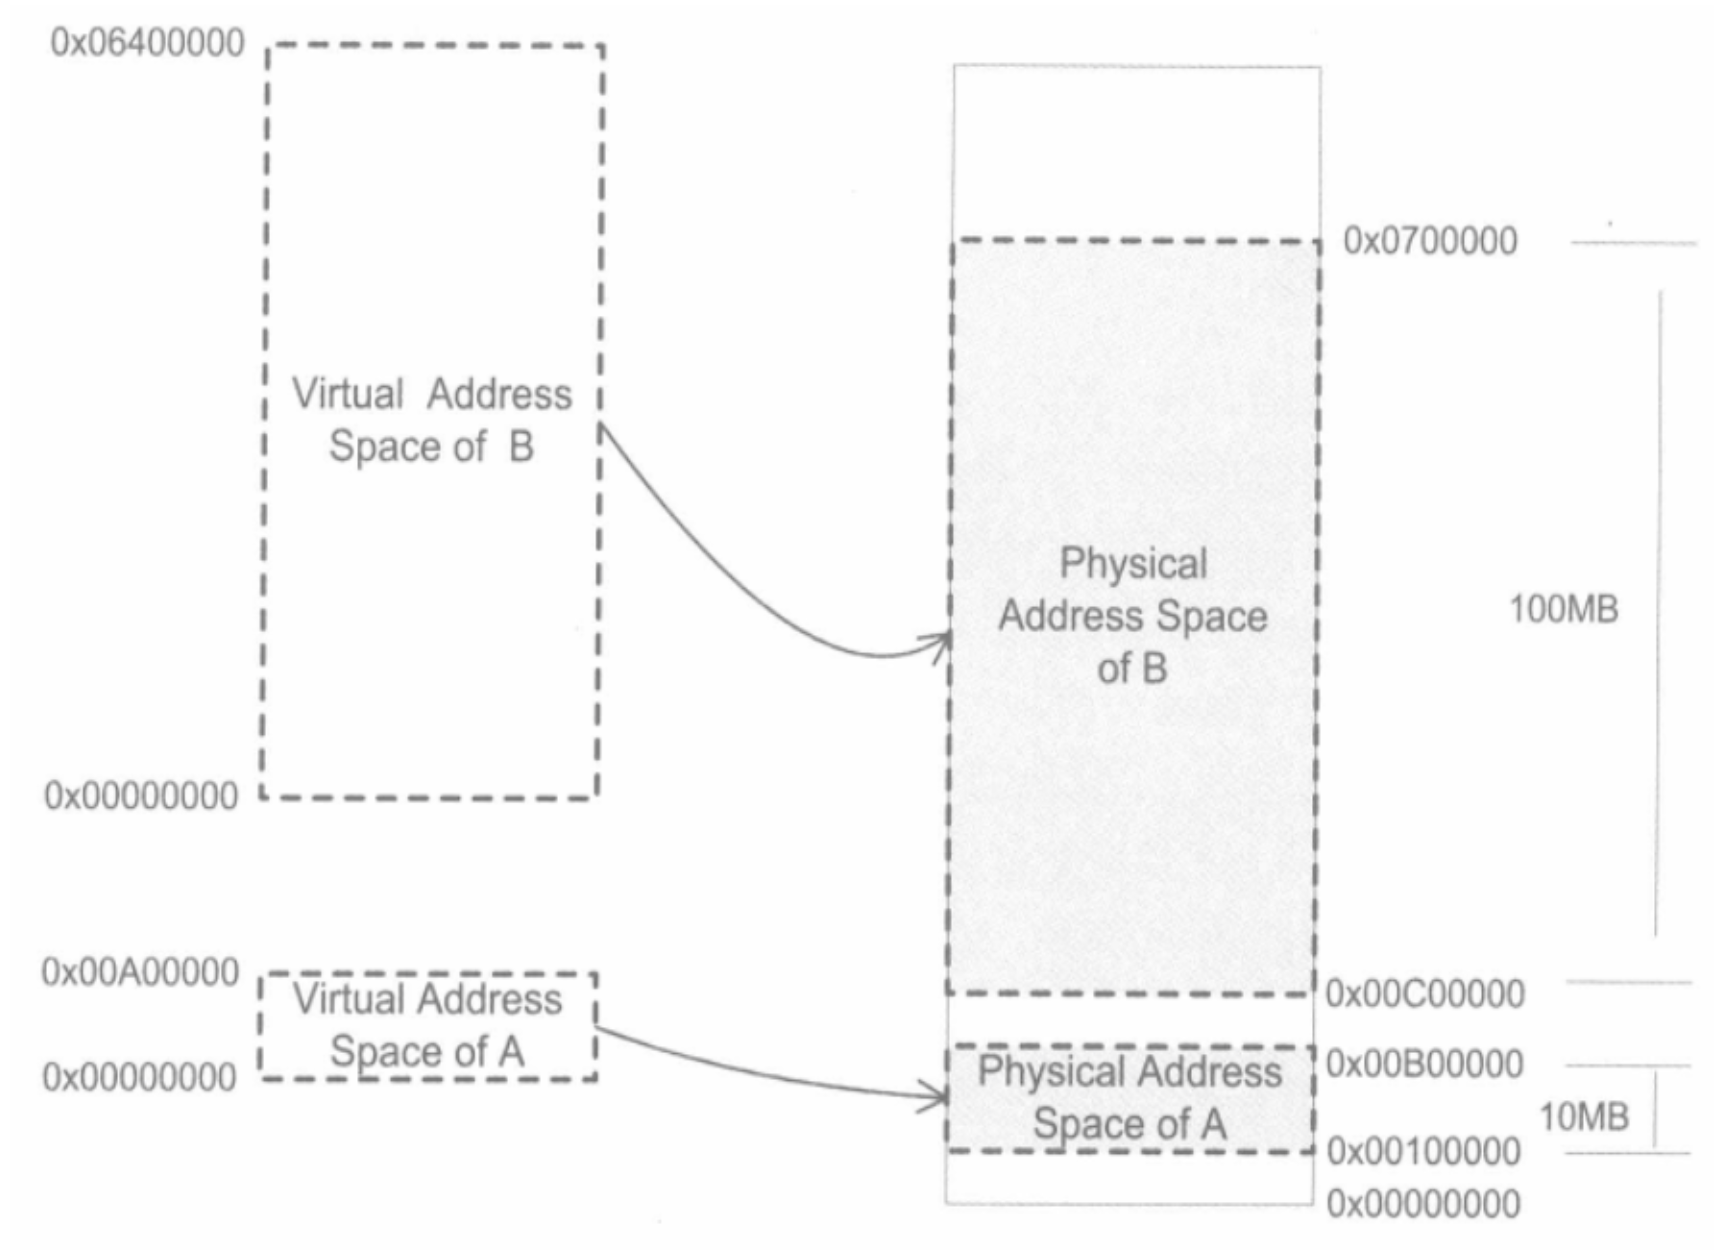 0x06400000
Virtual Address
Space of B
0x00000000
0x00A00000
Virtual Address
Space of A
0x00000000
0x0700000
Physical
Address Space
of B
100MB
0x00C00000
0x00B00000
Physical Address
Space of A
10MB
0x00100000
0x00000000